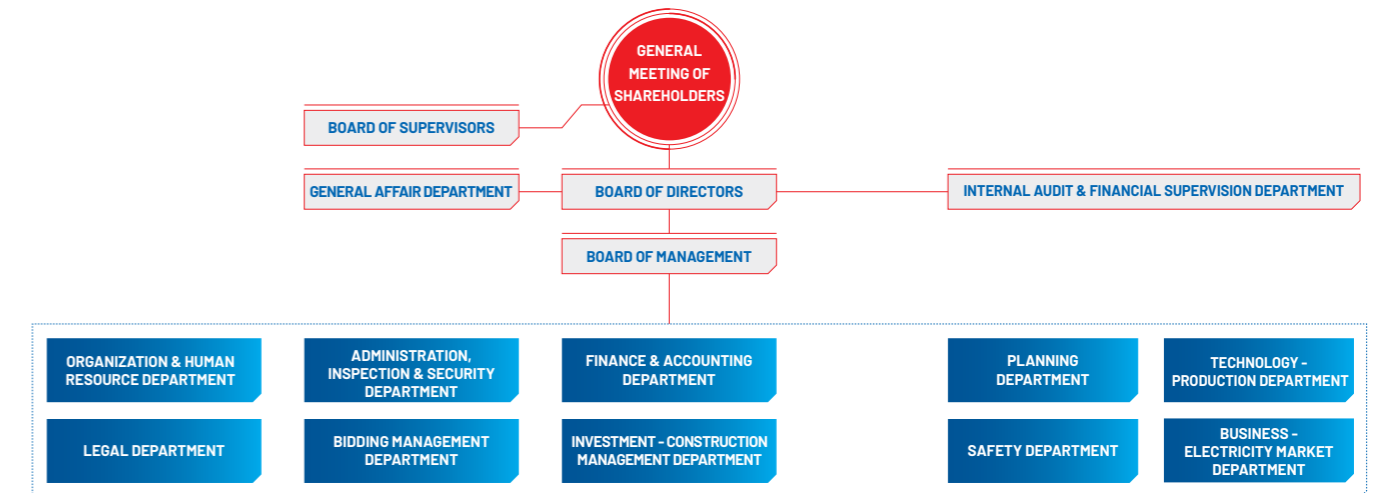 GENERAL
MEETING OF
SHAREHOLDERS
BOARD OF SUPERVISORS
GENERAL AFFAIR DEPARTMENT
BOARD OF DIRECTORS
INTERNAL AUDIT & FINANCIAL SUPERVISION DEPARTMENT
BOARD OF MANAGEMENT
ORGANIZATION & HUMAN
RESOURCE DEPARTMENT
ADMINISTRATION,
INSPECTION & SECURITY
DEPARTMENT
FINANCE & ACCOUNTING
DEPARTMENT
PLANNING
DEPARTMENT
TECHNOLOGY -
PRODUCTION DEPARTMENT
LEGAL DEPARTMENT
BIDDING MANAGEMENT
DEPARTMENT
INVESTMENT - CONSTRUCTION
MANAGEMENT DEPARTMENT
SAFETY DEPARTMENT
BUSINESS -
ELECTRICITY MARKET
DEPARTMENT